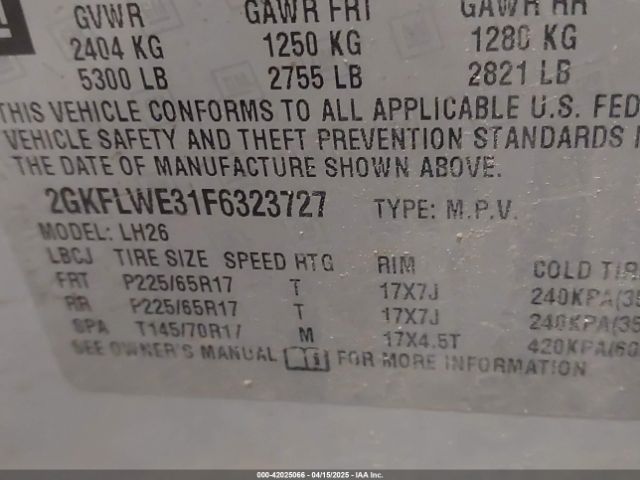 GVWR GAWR FRT GAWR RR
2404 KG 1250 KG 1280 KG
5300 LB 2755 LB 2821 LB
THIS VEHICLE CONFORMS TO ALL APPLICABLE U.S. FED
VEHICLE SAFETY AND THEFT PREVENTION STANDARDS
THE DATE OF MANUFACTURE SHOWN ABOVE.
2GKFLWE31F6323727 TYPE: M.P.V.
MODEL: LH26
LBCJ TIRE SIZE SPEED RTG RIM COLD TIR
FRT P225/65R17 T 17X7J 240KPA(35
RR P225/65R17 T 17X7J 240KPA(35
SPA T145/70R17 M 17X4.5T 420KPA(60
SEE OWNER'S MANUAL FOR MORE INFORMATION
000-42025066 - 04/15/2025 - IAA Inc.